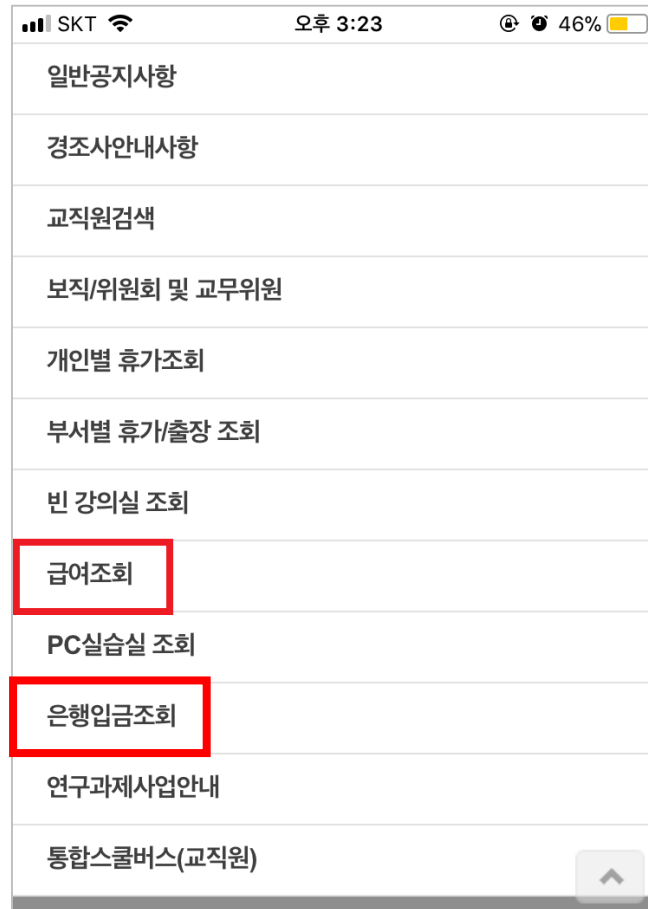 SKT 오후 3:23 46%
일반공지사항
경조사안내사항
교직원검색
보직/위원회 및 교무위원
개인별 휴가조회
부서별 휴가/출장 조회
빈 강의실 조회
급여조회
PC실습실 조회
은행입금조회
연구과제사업안내
통합스쿨버스(교직원)